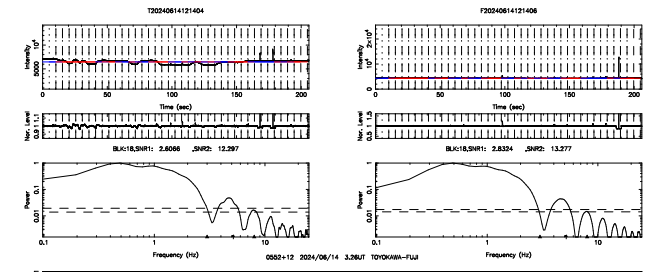 T20240614121404
F20240614121406
Intensity
5000
10⁴
0
50
100
150
200
Time (sec)
Intensity
0
10⁴
2×10⁴
0
50
100
150
200
Time (sec)
Nor. Level
0.9
1
1.1
Nor. Level
0.5
1
1.5
BLK:18,SNR1: 2.6066 ,SNR2: 12.297
BLK:18,SNR1: 2.8324 ,SNR2: 13.277
Power
0.01
0.1
1
0.1
1
10
Frequency (Hz)
Power
0.01
0.1
1
0.1
1
10
Frequency (Hz)
0552+12 2024/06/14 3.26UT TOYOKAWA-FUJI